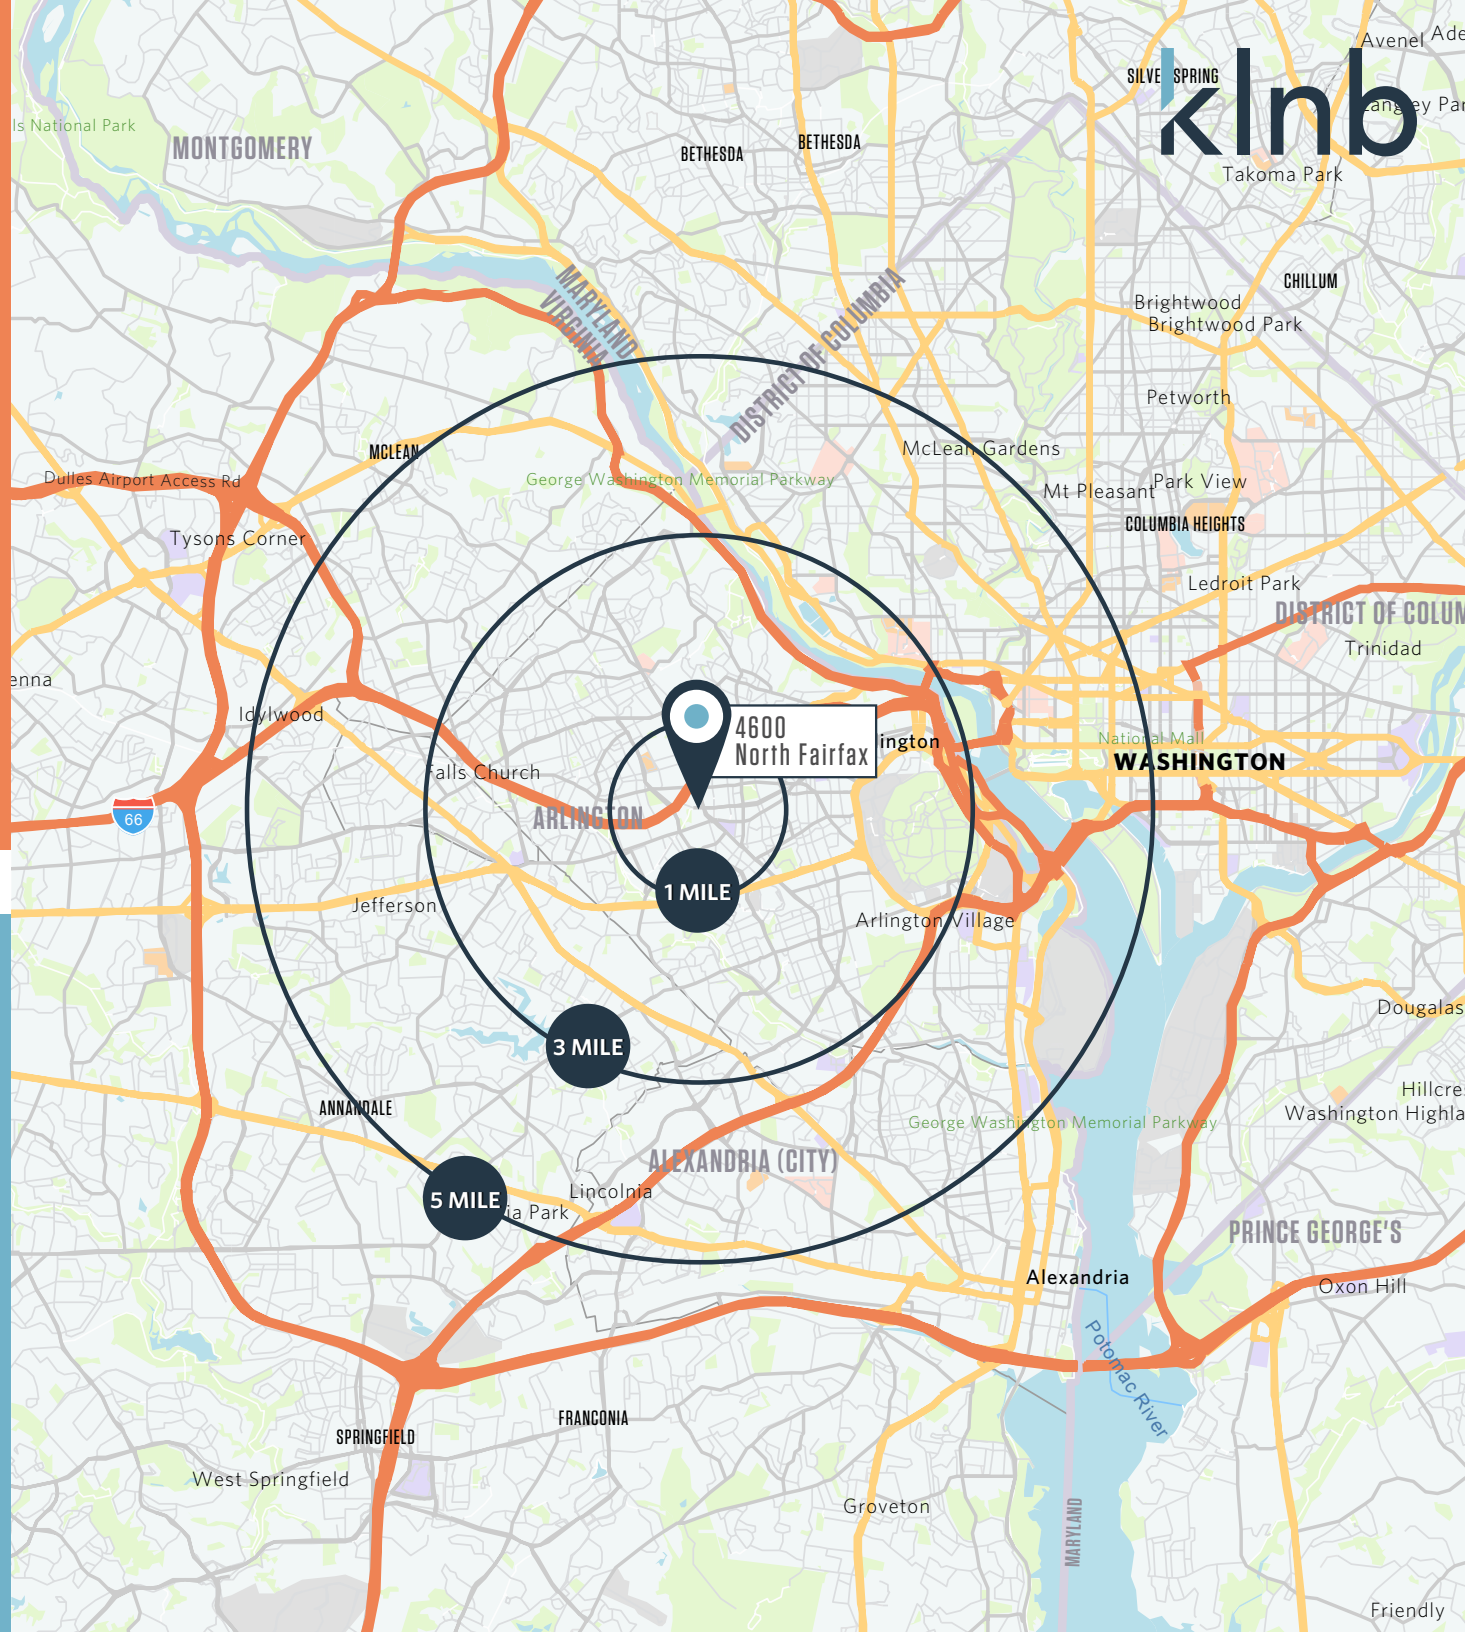 Avenel
klnb
SILVE SPRING
Langley Par
ls National Park
MONTGOMERY
BETHESDA
BETHESDA
Takoma Park
MARYLAND
VIRGINIA
DISTRICT OF COLUMBIA
CHILLUM
Brightwood
Brightwood Park
Petworth
MCLEAN
McLean Gardens
Dulles Airport Access Rd
George Washington Memorial Parkway
Mt Pleasant
Park View
COLUMBIA HEIGHTS
Tysons Corner
Ledroit Park
DISTRICT OF COLUM
Trinidad
enna
Idylwood
4600
North Fairfax
ington
National Mall
WASHINGTON
Falls Church
ARLINGTON
66
1 MILE
Jefferson
Arlington Village
Dougalas
3 MILE
Hillcre
ANNANDALE
Washington Highla
George Washington Memorial Parkway
ALEXANDRIA (CITY)
5 MILE
Lincolnia
ia Park
PRINCE GEORGE'S
Alexandria
Oxon Hill
Potomac River
FRANCONIA
SPRINGFIELD
West Springfield
Groveton
MARYLAND
Friendly